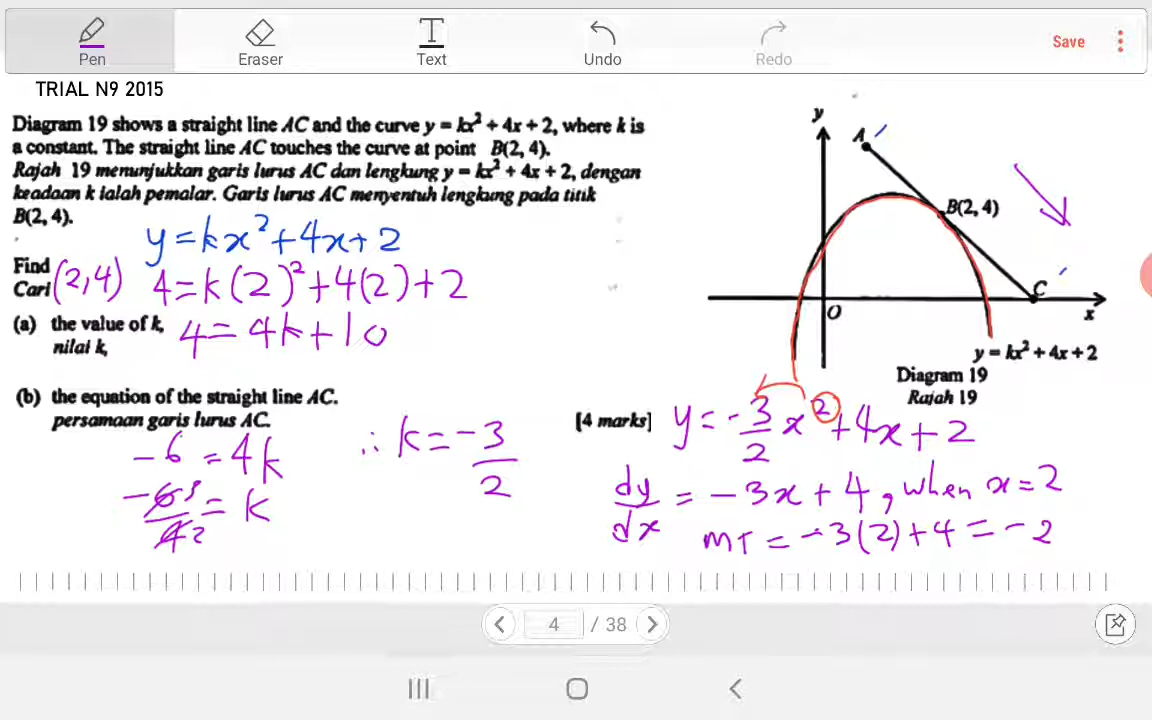 Pen
Eraser
Text
Undo
Redo
Save
TRIAL N9 2015
Diagram 19 shows a straight line AC and the curve y = kx² + 4x + 2, where k is
a constant. The straight line AC touches the curve at point B(2, 4).
Rajah 19 menunjukkan garis lurus AC dan lengkung y = kx² + 4x + 2, dengan
keadaan k ialah pemalar. Garis lurus AC menyentuh lengkung pada titik
B(2, 4).
y = kx² + 4x + 2
Find
Cari
(2,4) 4 = k(2)² + 4(2) + 2
(a) the value of k,
nilai k,
4 = 4k + 10
(b) the equation of the straight line AC.
persamaan garis lurus AC.
[4 marks]
-6 = 4k
-6³/4₂ = k
∴ k = -3/2
y
A
B(2, 4)
C
O
x
y = kx² + 4x + 2
Diagram 19
Rajah 19
y = -3/2 x² + 4x + 2
dy/dx = -3x + 4, when x = 2
mT = -3(2) + 4 = -2
4 / 38